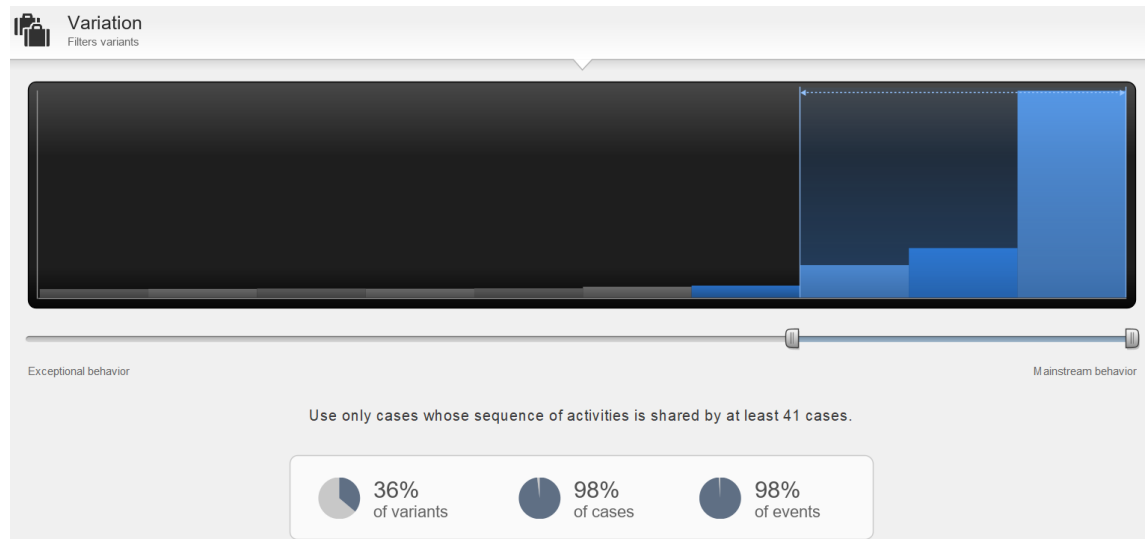 Variation
Filters variants
Exceptional behavior
Mainstream behavior
Use only cases whose sequence of activities is shared by at least 41 cases.
36%
of variants
98%
of cases
98%
of events